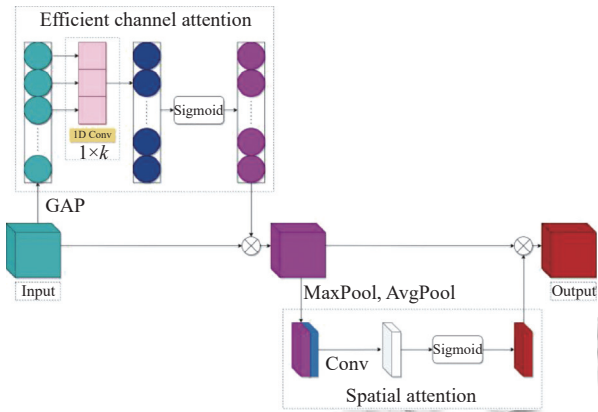 Efficient channel attention
Sigmoid
1D Conv
1×k
GAP
Input
Output
MaxPool, AvgPool
Conv
Sigmoid
Spatial attention